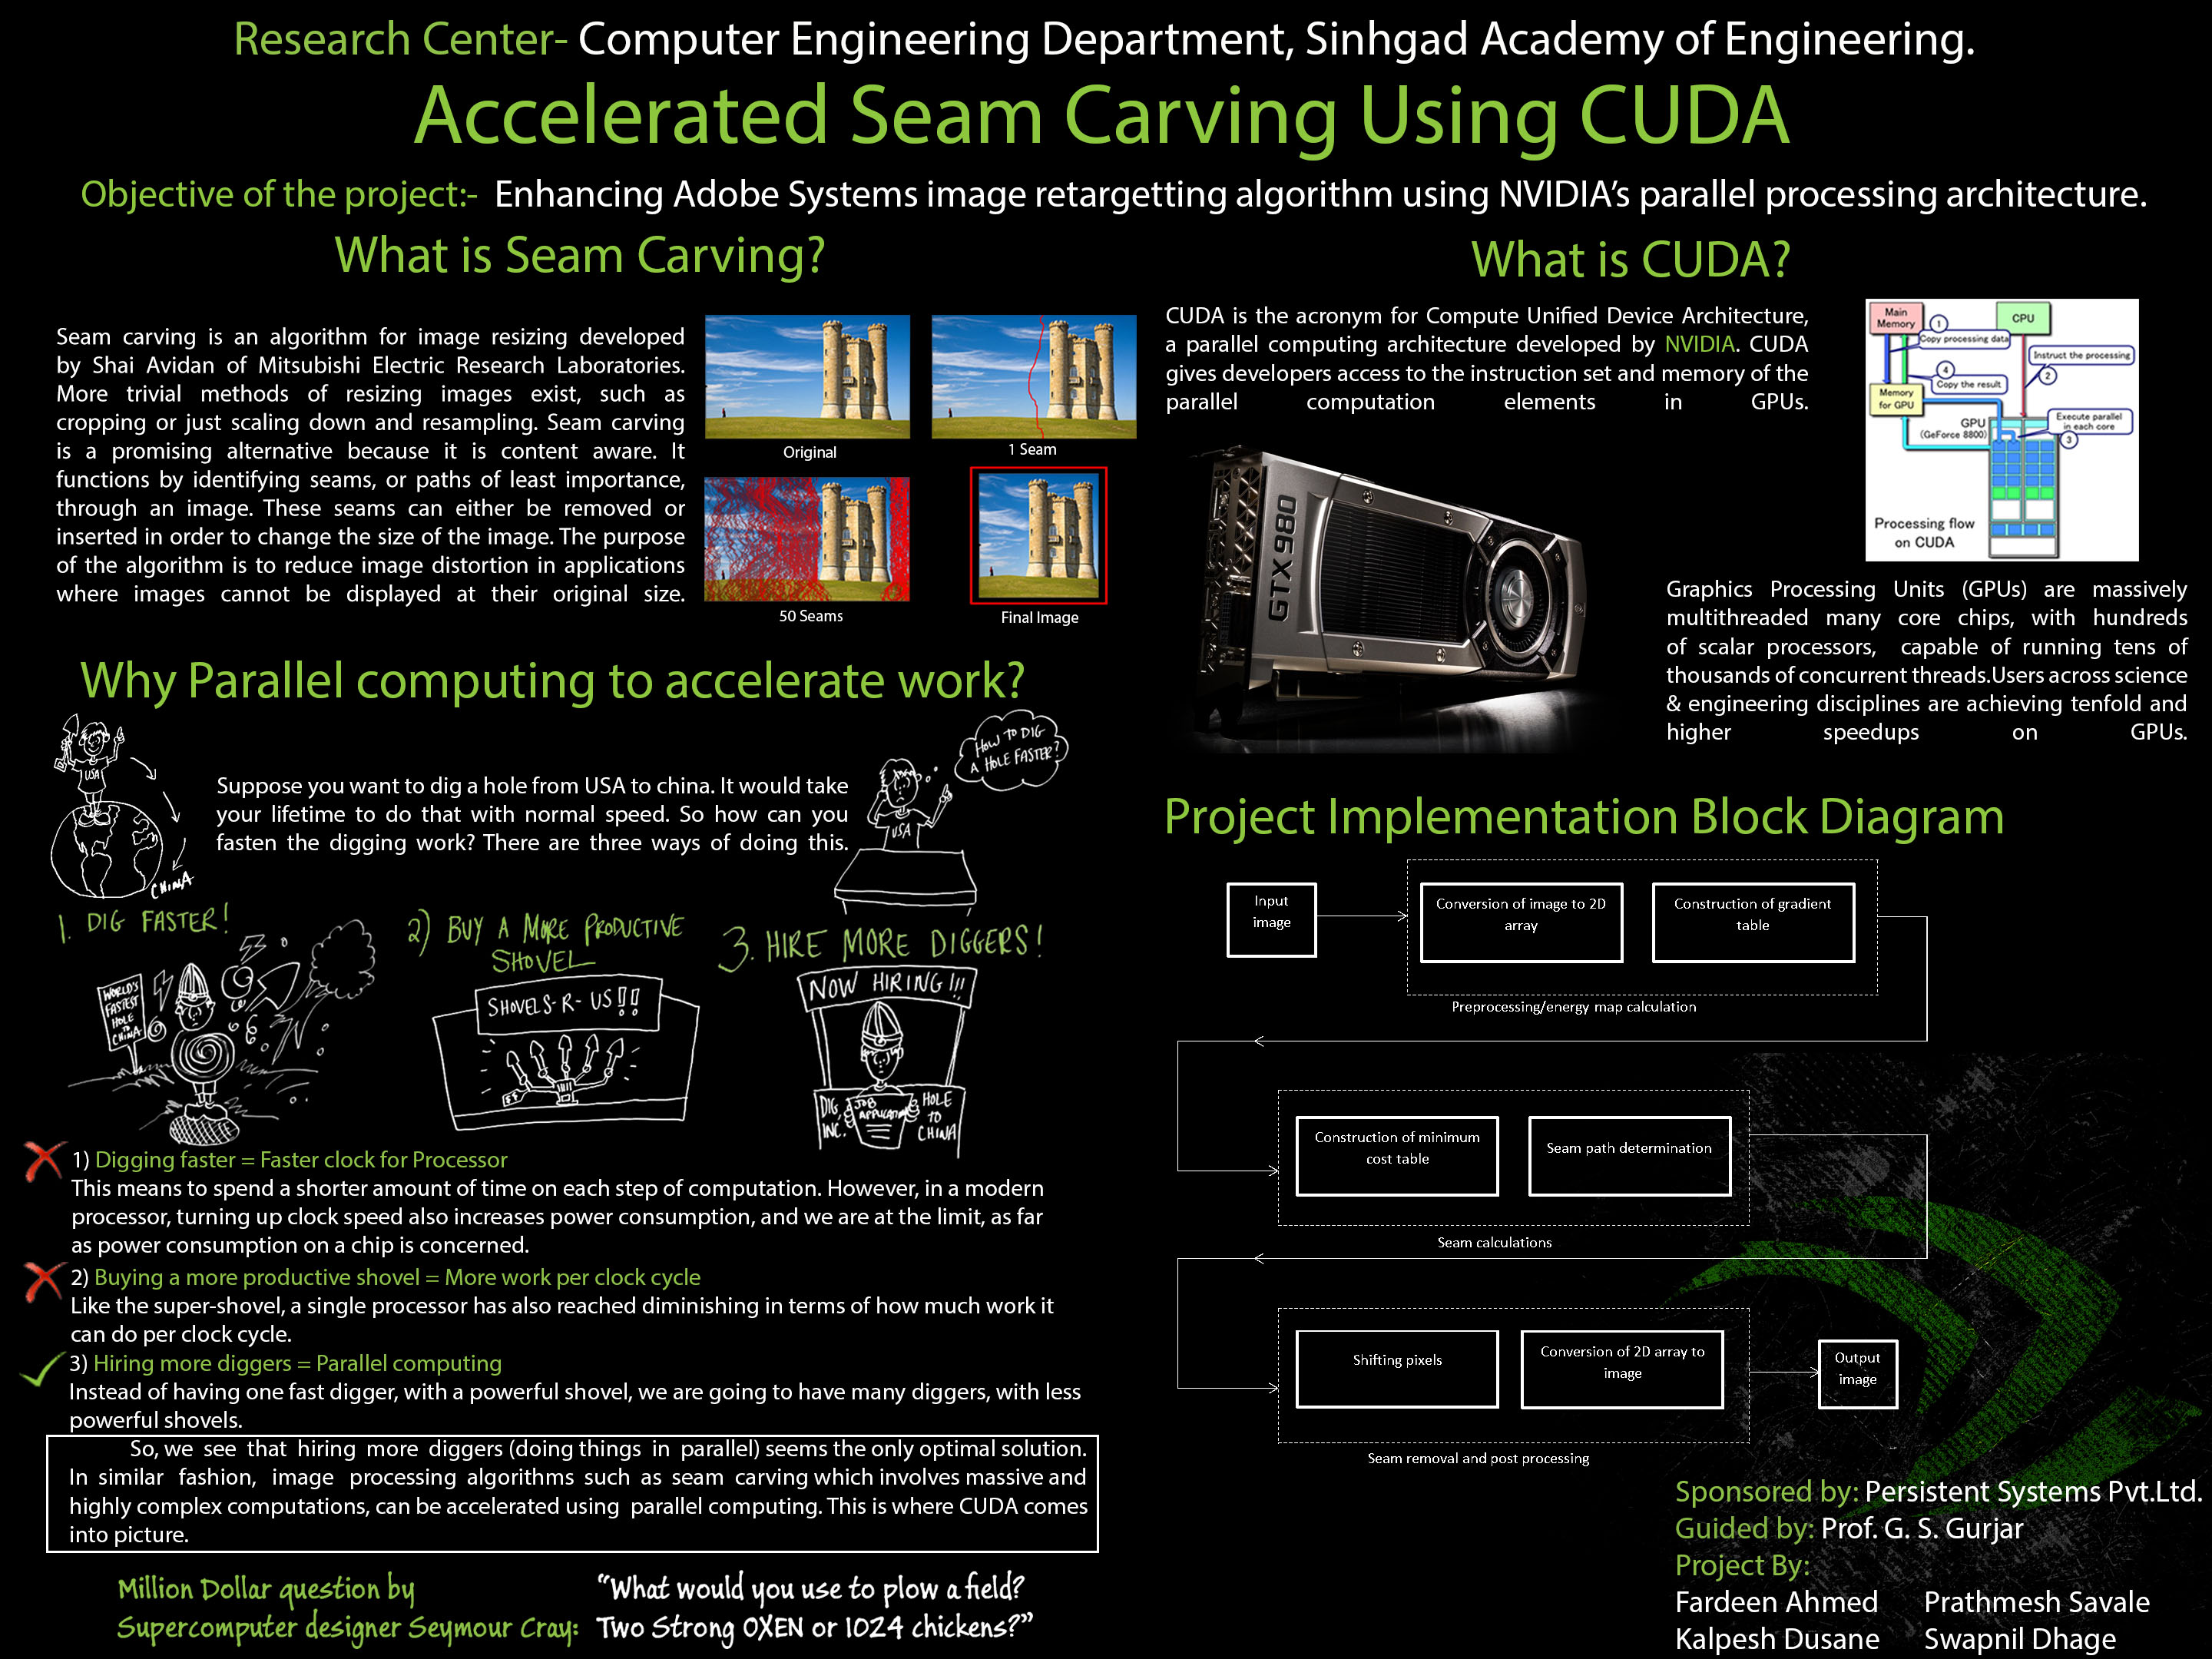 Research Center- Computer Engineering Department, Sinhgad Academy of Engineering.
Accelerated Seam Carving Using CUDA
Objective of the project:- Enhancing Adobe Systems image retargetting algorithm using NVIDIA's parallel processing architecture.
What is Seam Carving?
Seam carving is an algorithm for image resizing developed
by Shai Avidan of Mitsubishi Electric Research Laboratories.
More trivial methods of resizing images exist, such as
cropping or just scaling down and resampling. Seam carving
is a promising alternative because it is content aware. It
functions by identifying seams, or paths of least importance,
through an image. These seams can either be removed or
inserted in order to change the size of the image. The purpose
of the algorithm is to reduce image distortion in applications
where images cannot be displayed at their original size.
Original
1 Seam
50 Seams
Final Image
Why Parallel computing to accelerate work?
USA
CHINA
Suppose you want to dig a hole from USA to china. It would take
your lifetime to do that with normal speed. So how can you
fasten the digging work? There are three ways of doing this.
HOW TO DIG
A HOLE FASTER?
USA
1. DIG FASTER!
WORLD'S
FASTEST
HOLE
TO
CHINA
2) BUY A MORE PRODUCTIVE
SHOVEL
SHOVELS-R-US!!
3. HIRE MORE DIGGERS!
NOW HIRING!!!
DIG
INC.
JOB
APPLICATION
HOLE
TO
CHINA
1) Digging faster = Faster clock for Processor
This means to spend a shorter amount of time on each step of computation. However, in a modern
processor, turning up clock speed also increases power consumption, and we are at the limit, as far
as power consumption on a chip is concerned.
2) Buying a more productive shovel = More work per clock cycle
Like the super-shovel, a single processor has also reached diminishing in terms of how much work it
can do per clock cycle.
3) Hiring more diggers = Parallel computing
Instead of having one fast digger, with a powerful shovel, we are going to have many diggers, with less
powerful shovels.
So, we see that hiring more diggers (doing things in parallel) seems the only optimal solution.
In similar fashion, image processing algorithms such as seam carving which involves massive and
highly complex computations, can be accelerated using parallel computing. This is where CUDA comes
into picture.
Million Dollar question by
Supercomputer designer Seymour Cray:
"What would you use to plow a field?
Two Strong OXEN or 1024 chickens?"
What is CUDA?
CUDA is the acronym for Compute Unified Device Architecture,
a parallel computing architecture developed by NVIDIA. CUDA
gives developers access to the instruction set and memory of the
parallel computation elements in GPUs.
Main
Memory
CPU
1
Copy processing data
Instruct the processing
2
4
Copy the result
Memory
for GPU
GPU
(GeForce 8800)
Execute parallel
in each core
3
Processing flow
on CUDA
GTX 980
Graphics Processing Units (GPUs) are massively
multithreaded many core chips, with hundreds
of scalar processors, capable of running tens of
thousands of concurrent threads.Users across science
& engineering disciplines are achieving tenfold and
higher speedups on GPUs.
Project Implementation Block Diagram
Input
image
Conversion of image to 2D
array
Construction of gradient
table
Preprocessing/energy map calculation
Construction of minimum
cost table
Seam path determination
Seam calculations
Shifting pixels
Conversion of 2D array to
image
Output
image
Seam removal and post processing
Sponsored by: Persistent Systems Pvt.Ltd.
Guided by: Prof. G. S. Gurjar
Project By:
Fardeen Ahmed Prathmesh Savale
Kalpesh Dusane Swapnil Dhage